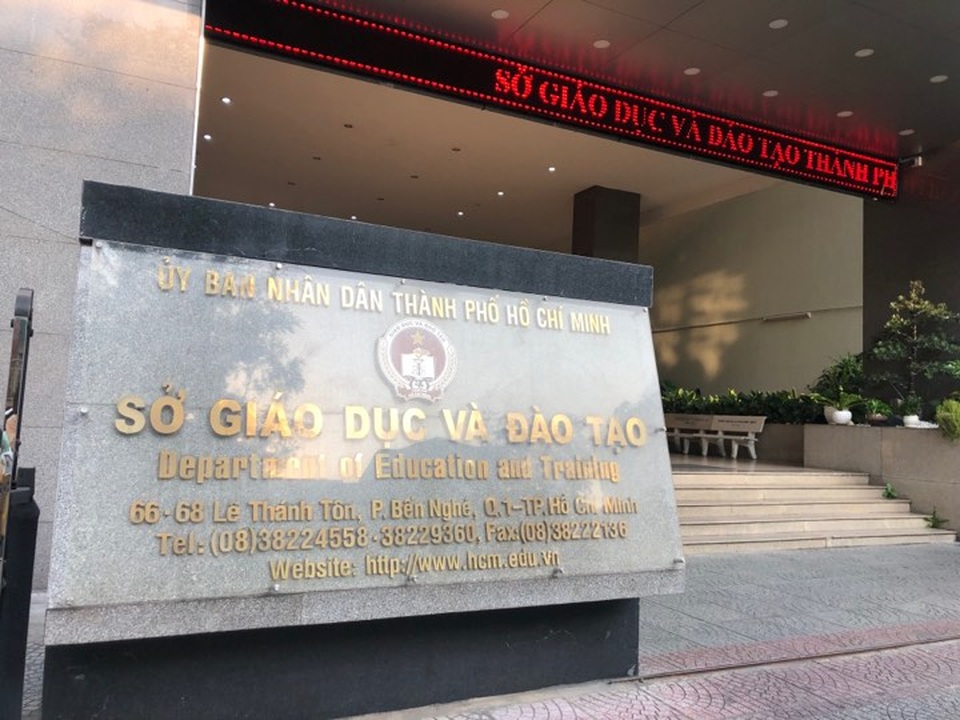 SỞ GIÁO DỤC VÀ ĐÀO TẠO THÀNH PH
ỦY BAN NHÂN DÂN THÀNH PHỐ HỒ CHÍ MINH
SỞ GIÁO DỤC VÀ ĐÀO TẠO
Department of Education and Training
66-68 Lê Thánh Tôn, P. Bến Nghé, Q.1-TP.Hồ Chí Minh
Tel: (08)38224558-38229360, Fax:(08)38222136
Website: http://www.hcm.edu.vn